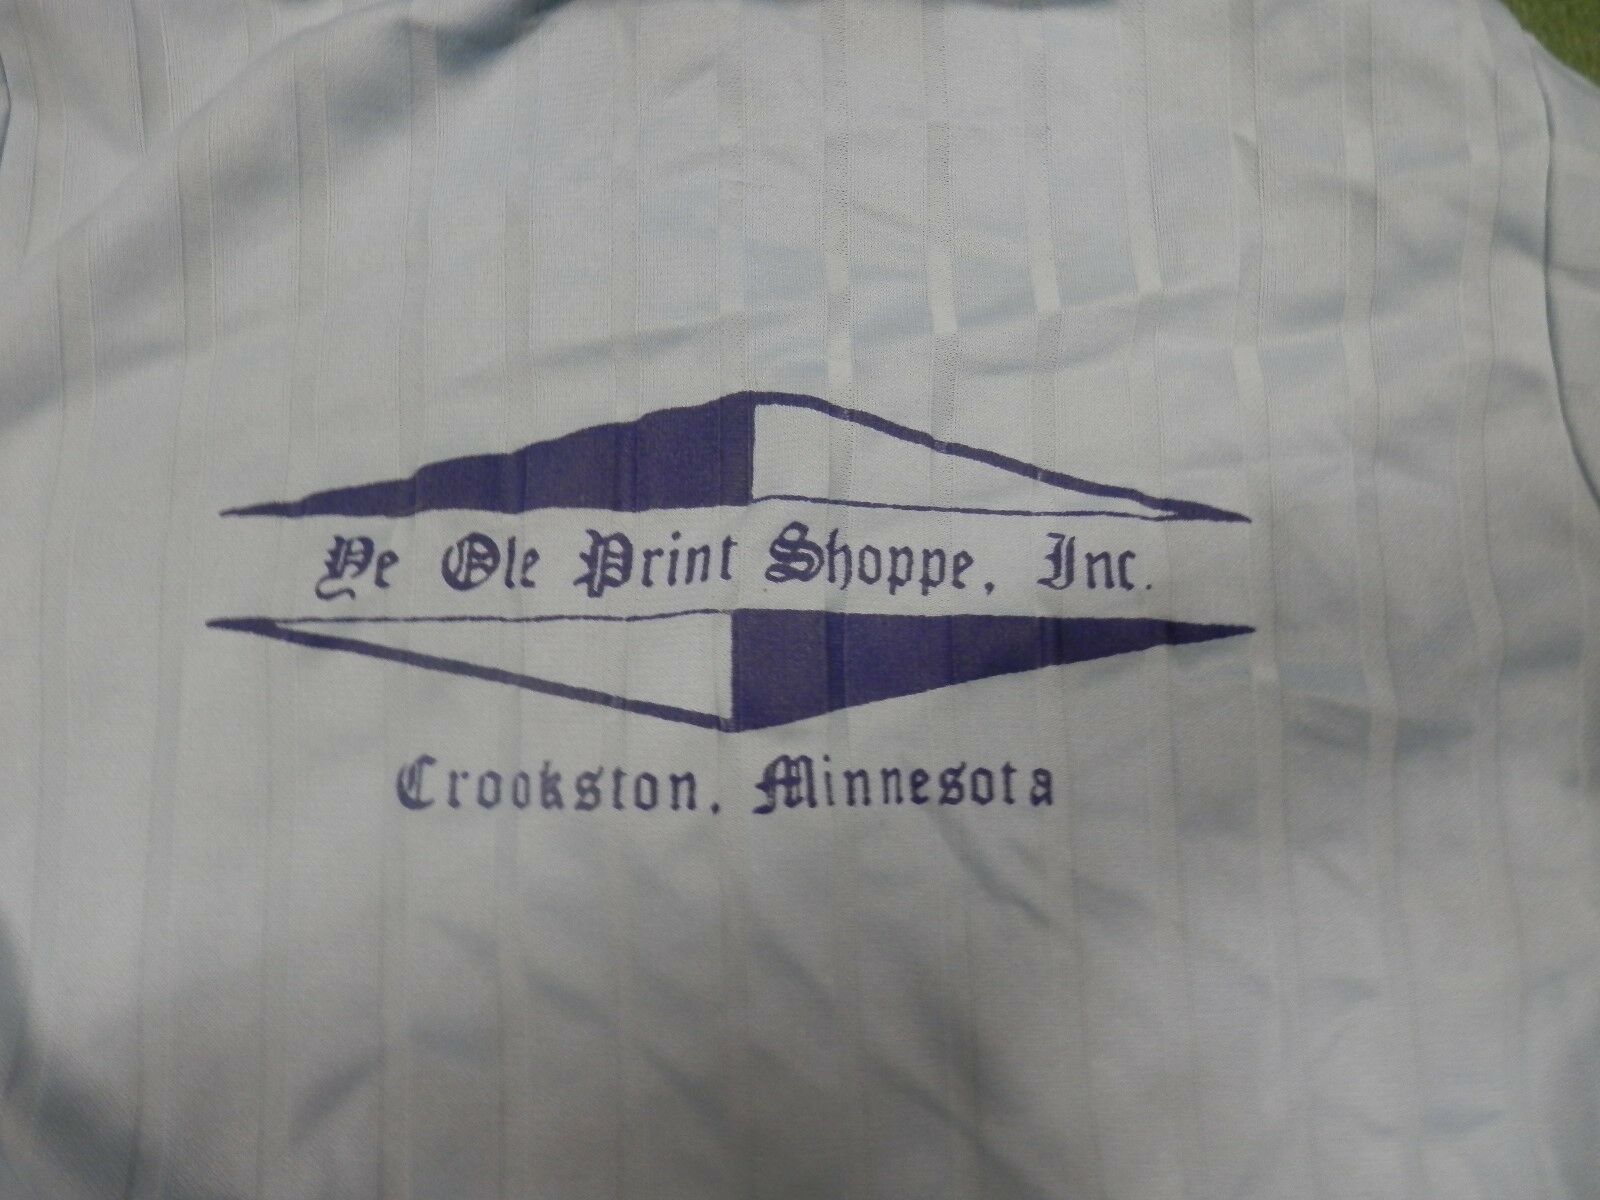 Ye Ole Print Shoppe, Inc.
Crookston, Minnesota